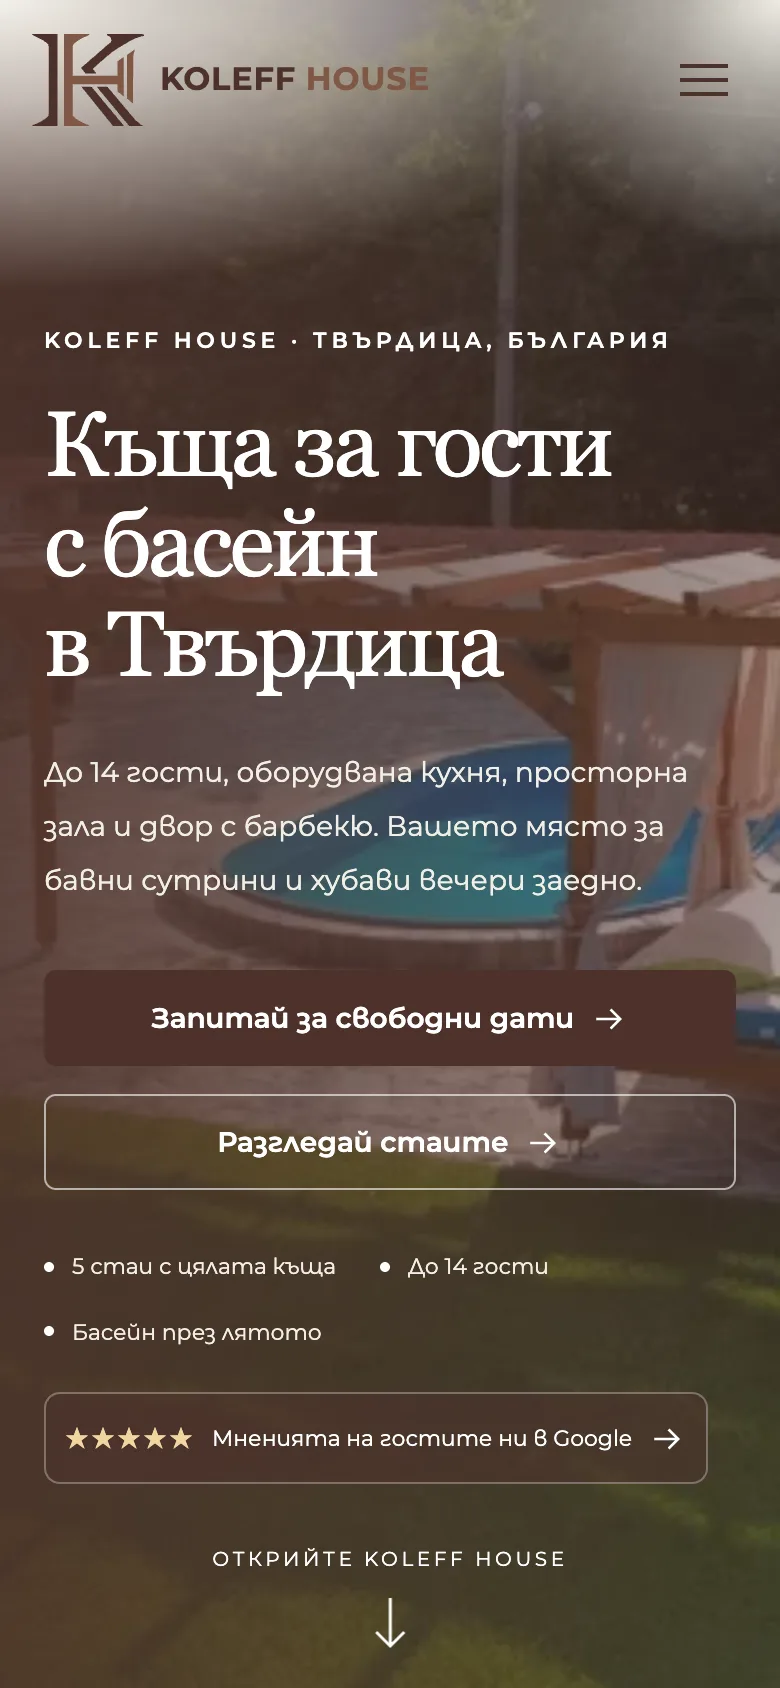 KOLEFF HOUSE
KOLEFF HOUSE · ТВЪРДИЦА, БЪЛГАРИЯ
Къща за гости
с басейн
в Твърдица
До 14 гости, оборудвана кухня, просторна
зала и двор с барбекю. Вашето място за
бавни сутрини и хубави вечери заедно.
Запитай за свободни дати →
Разгледай стаите →
• 5 стаи с цялата къща • До 14 гости
• Басейн през лятото
★★★★★ Мненията на гостите ни в Google →
ОТКРИЙТЕ KOLEFF HOUSE
↓